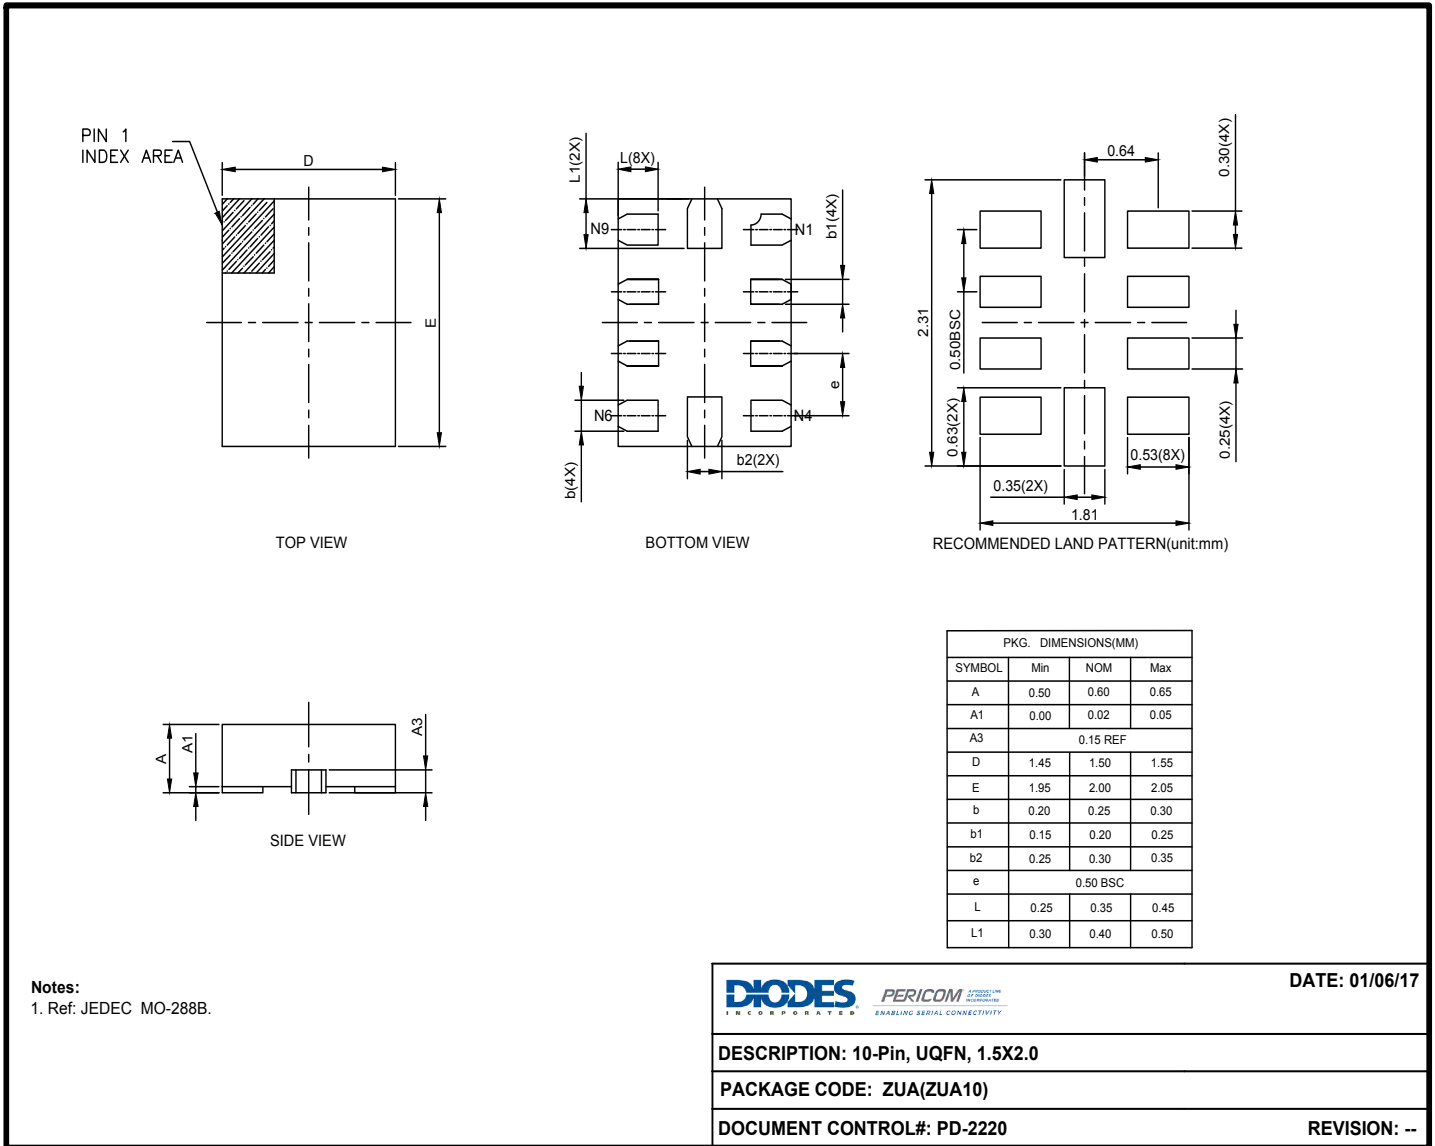 PIN 1
INDEX AREA
D
E
TOP VIEW
L1(2X)
L(8X)
b1(4X)
N9
N1
e
N6
N4
b(4X)
b2(2X)
BOTTOM VIEW
0.64
0.30(4X)
2.31
0.50BSC
0.63(2X)
0.25(4X)
0.53(8X)
0.35(2X)
1.81
RECOMMENDED LAND PATTERN(unit:mm)
A
A1
A3
SIDE VIEW
PKG. DIMENSIONS(MM)
SYMBOL Min NOM Max
A 0.50 0.60 0.65
A1 0.00 0.02 0.05
A3 0.15 REF
D 1.45 1.50 1.55
E 1.95 2.00 2.05
b 0.20 0.25 0.30
b1 0.15 0.20 0.25
b2 0.25 0.30 0.35
e 0.50 BSC
L 0.25 0.35 0.45
L1 0.30 0.40 0.50
Notes:
1. Ref: JEDEC MO-288B.
DIODES
INCORPORATED
PERICOM
A PRODUCT LINE
OF DIODES
INCORPORATED
ENABLING SERIAL CONNECTIVITY
DATE: 01/06/17
DESCRIPTION: 10-Pin, UQFN, 1.5X2.0
PACKAGE CODE: ZUA(ZUA10)
DOCUMENT CONTROL#: PD-2220
REVISION: --